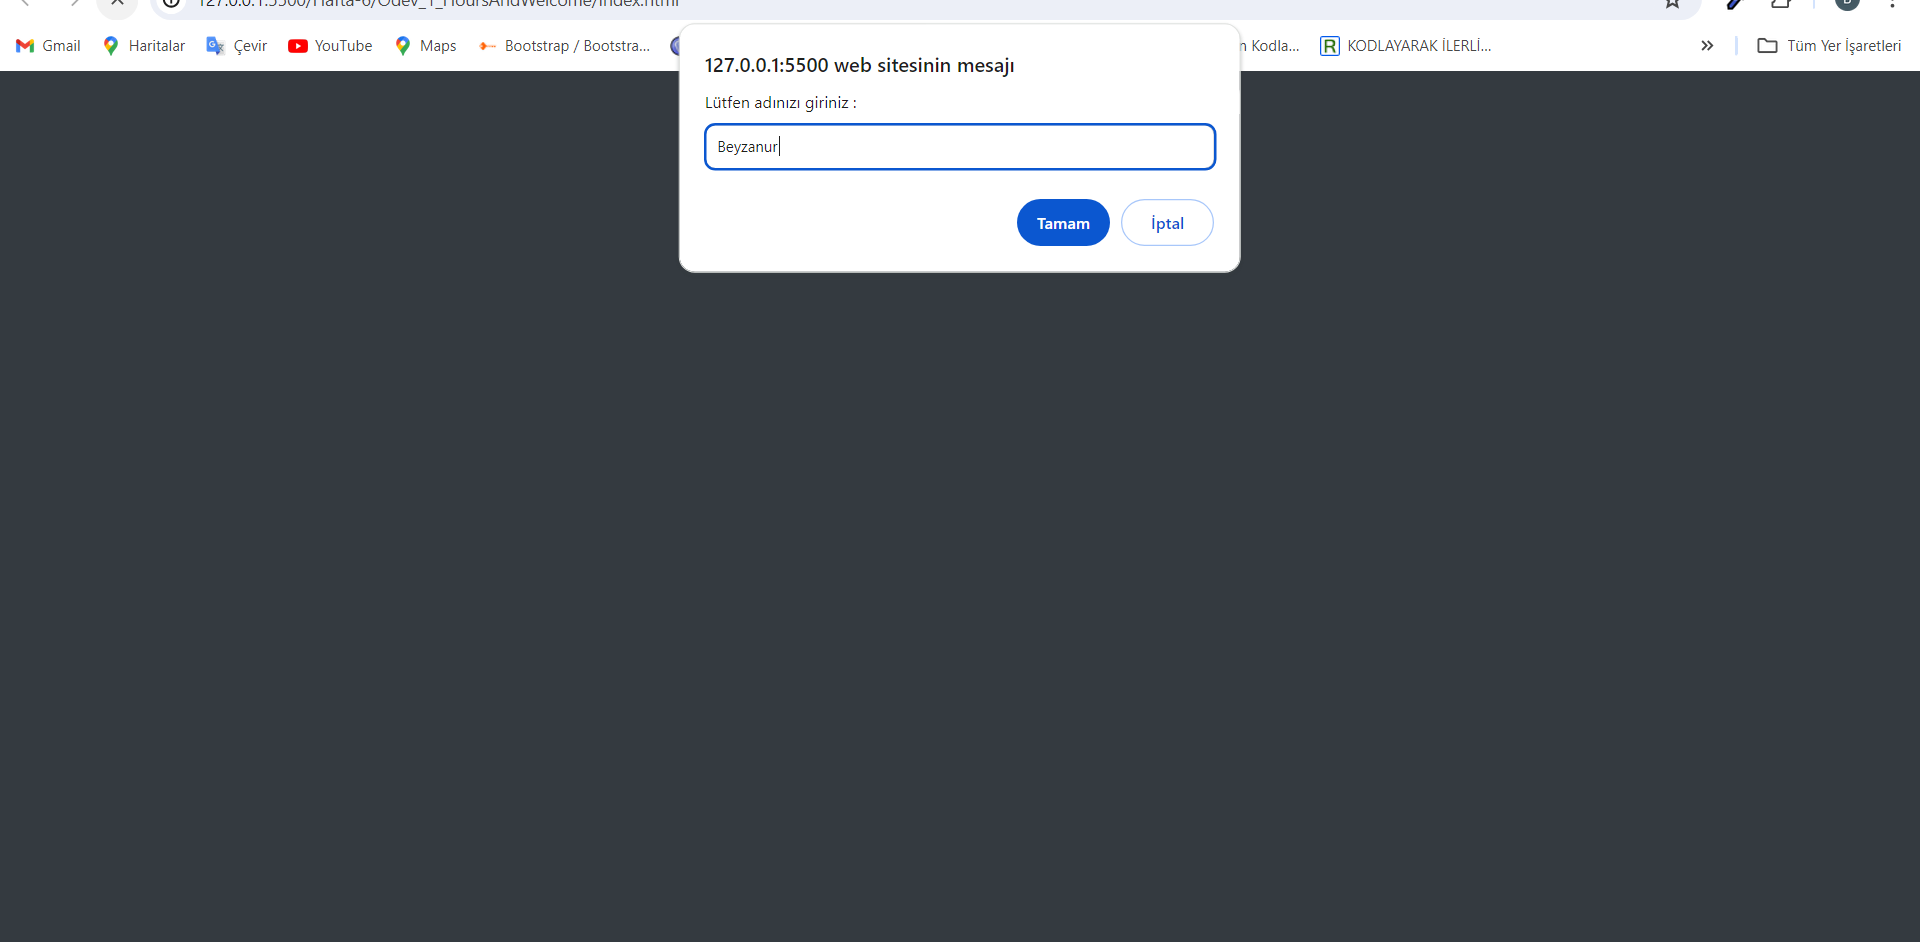 127.0.0.1:5500/Hafta-6/Odev_1_HoursAndWelcome/index.html
Gmail Haritalar Çevir YouTube Maps Bootstrap / Bootstra... Kodla... R KODLAYARAK İLERLİ... Tüm Yer İşaretleri
127.0.0.1:5500 web sitesinin mesajı
Lütfen adınızı giriniz :
Beyzanur
Tamam İptal